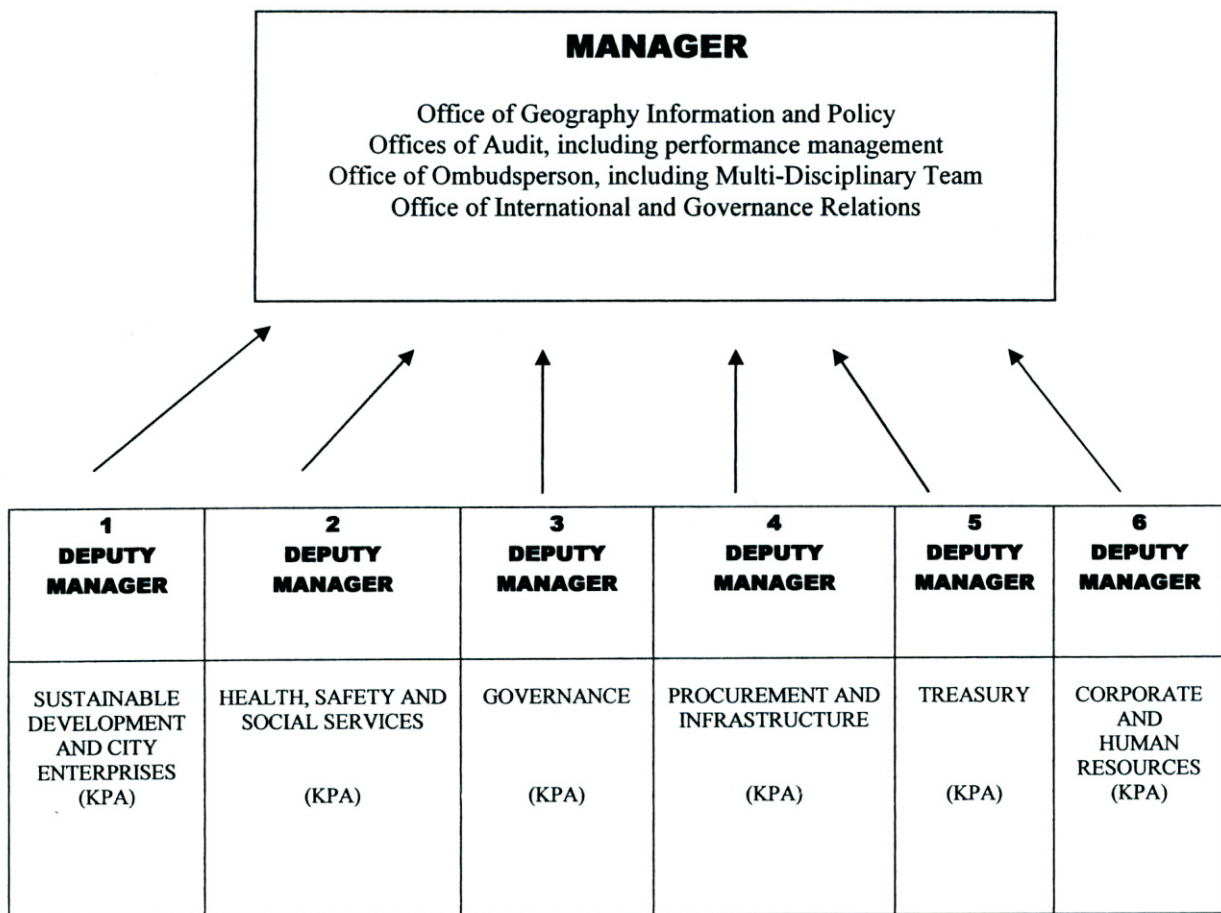 MANAGER
Office of Geography Information and Policy
Offices of Audit, including performance management
Office of Ombudsperson, including Multi-Disciplinary Team
Office of International and Governance Relations
1
DEPUTY
MANAGER
2
DEPUTY
MANAGER
3
DEPUTY
MANAGER
4
DEPUTY
MANAGER
5
DEPUTY
MANAGER
6
DEPUTY
MANAGER
SUSTAINABLE
DEVELOPMENT
AND CITY
ENTERPRISES
(KPA)
HEALTH, SAFETY AND
SOCIAL SERVICES
(KPA)
GOVERNANCE
(KPA)
PROCUREMENT AND
INFRASTRUCTURE
(KPA)
TREASURY
(KPA)
CORPORATE
AND
HUMAN
RESOURCES
(KPA)